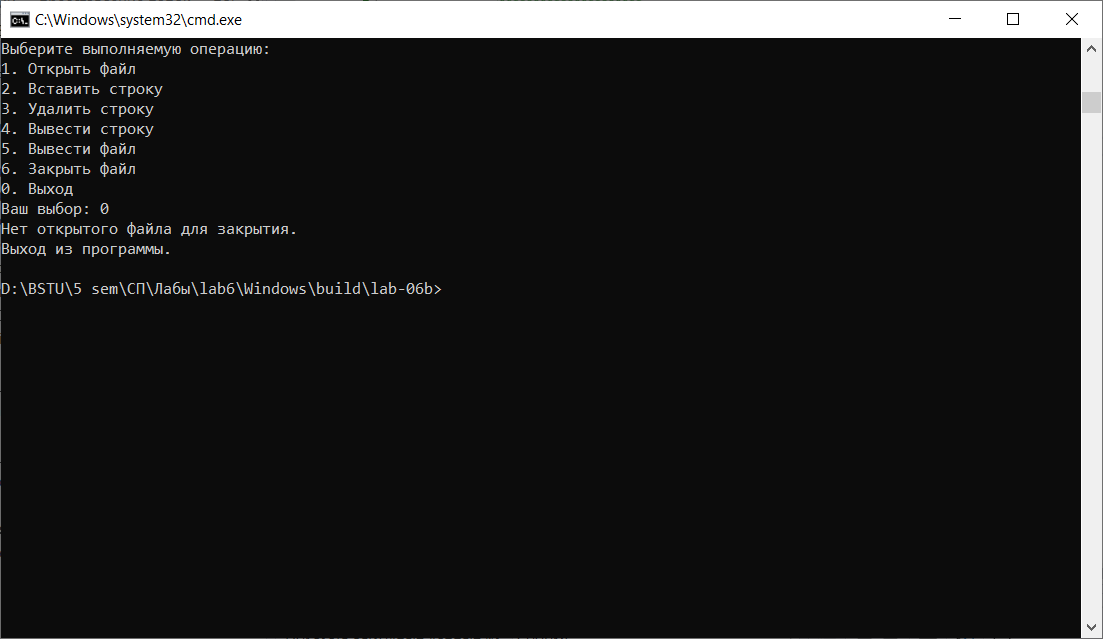 C:\Windows\system32\cmd.exe
Выберите выполняемую операцию:
1. Открыть файл
2. Вставить строку
3. Удалить строку
4. Вывести строку
5. Вывести файл
6. Закрыть файл
0. Выход
Ваш выбор: 0
Нет открытого файла для закрытия.
Выход из программы.
D:\BSTU\5 sem\СП\Лабы\lab6\Windows\build\lab-06b>